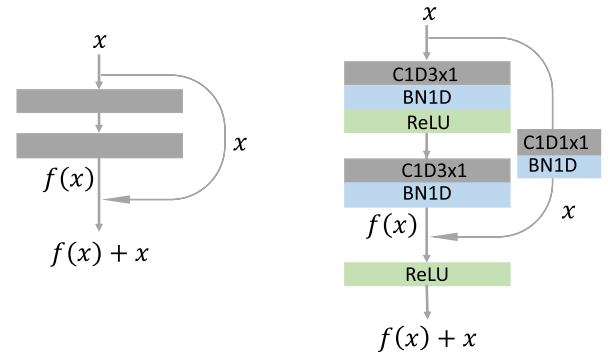 x
x
f(x)
f(x) + x
x
C1D3x1
BN1D
ReLU
C1D1x1
BN1D
C1D3x1
BN1D
x
f(x)
ReLU
f(x) + x